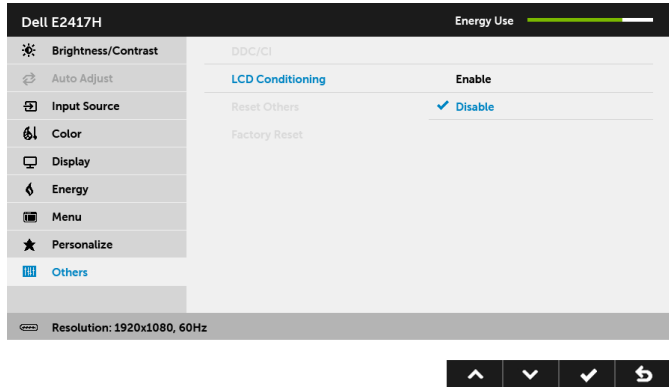 Dell E2417H
Energy Use
Brightness/Contrast
DDC/CI
Auto Adjust
LCD Conditioning
Enable
Input Source
Reset Others
Disable
Color
Factory Reset
Display
Energy
Menu
Personalize
Others
Resolution: 1920x1080, 60Hz